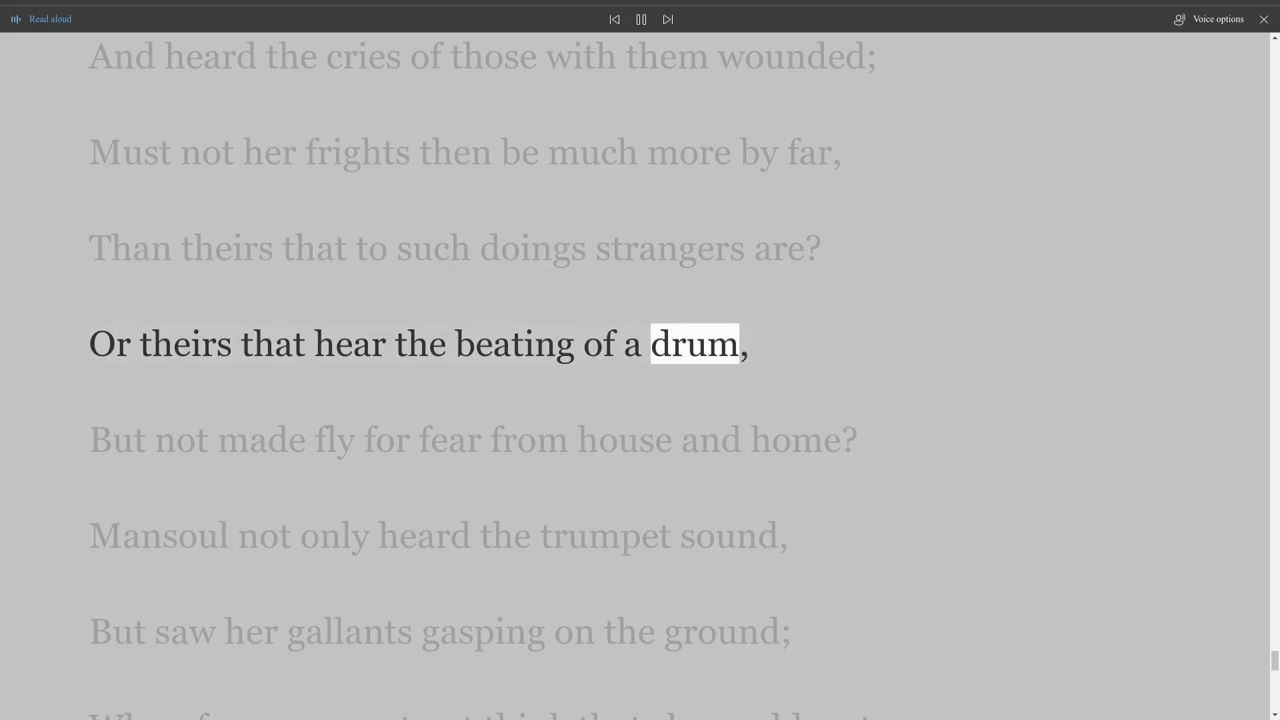 Read aloud
Voice options
And heard the cries of those with them wounded;
Must not her frights then be much more by far,
Than theirs that to such doings strangers are?
Or theirs that hear the beating of a drum,
But not made fly for fear from house and home?
Mansoul not only heard the trumpet sound,
But saw her gallants gasping on the ground;